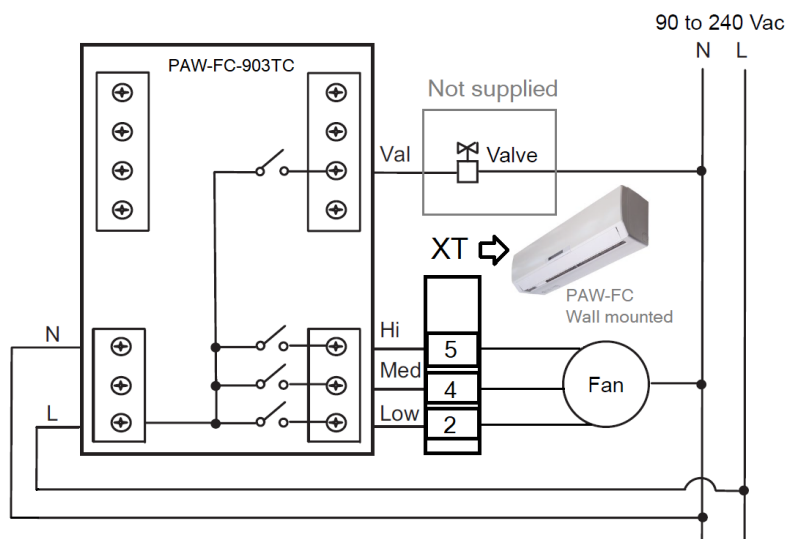 90 to 240 Vac
N L
PAW-FC-903TC
Not supplied
Val
Valve
XT
PAW-FC
Wall mounted
N
Hi
5
Med
4
Fan
L
Low
2